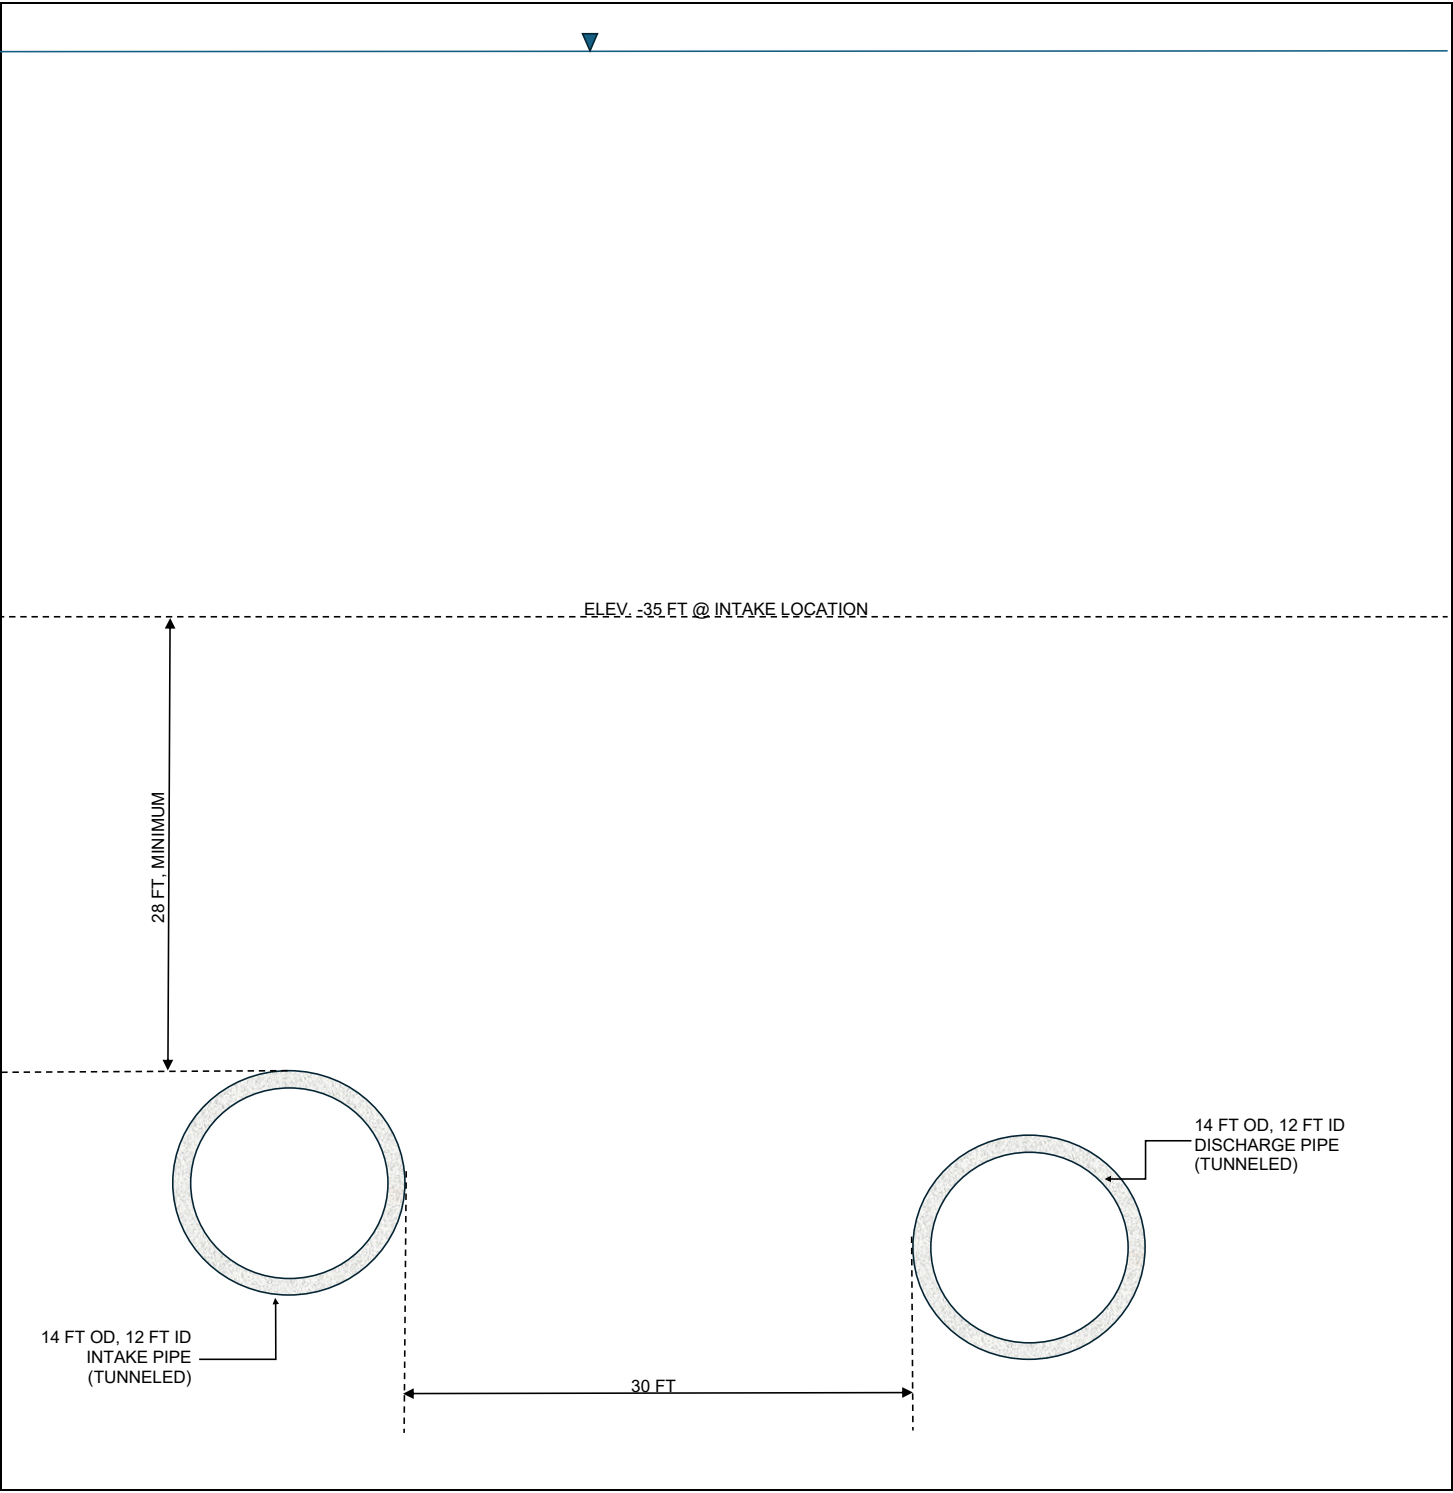 ELEV. -35 FT @ INTAKE LOCATION
28 FT, MINIMUM
14 FT OD, 12 FT ID
DISCHARGE PIPE
(TUNNELED)
14 FT OD, 12 FT ID
INTAKE PIPE
(TUNNELED)
30 FT